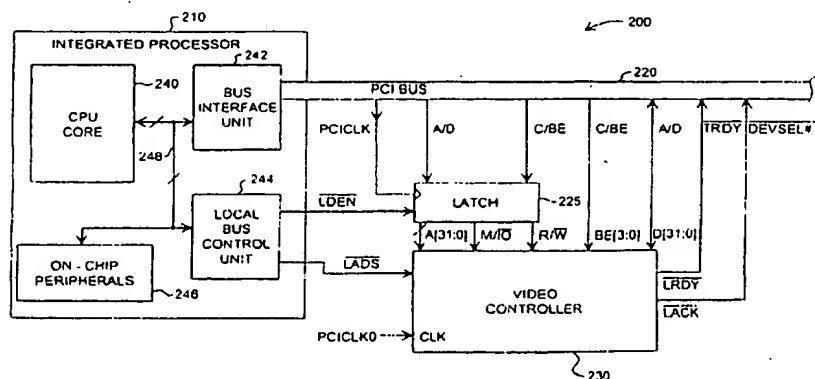 210
200
INTEGRATED PROCESSOR
240
242
220
CPU CORE
BUS INTERFACE UNIT
PCI BUS
PCICLK
A/D
C/BE
C/BE
A/D
TRDY
DEVSEL#
248
244
LOCAL BUS CONTROL UNIT
LDEN
LATCH
225
A[31:0]
M/IO
R/W
BE[3:0]
D[31:0]
ON - CHIP PERIPHERALS
246
LADS
VIDEO CONTROLLER
LRDY
LACK
PCICLK0
CLK
230